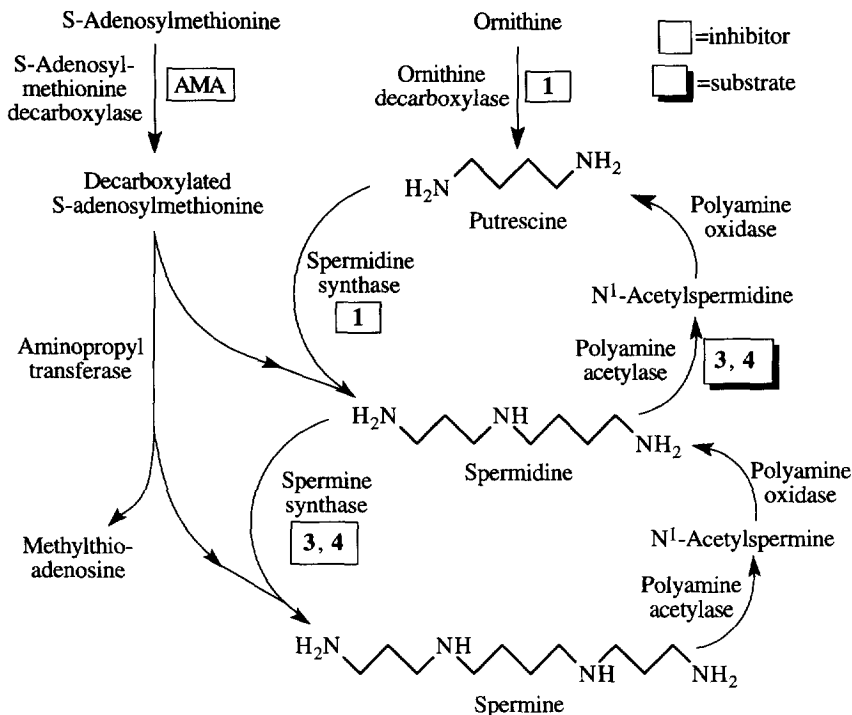 S-Adenosylmethionine
Ornithine
=inhibitor
=substrate
S-Adenosyl-
methionine
decarboxylase
AMA
Ornithine
decarboxylase
1
H2N
NH2
Putrescine
Decarboxylated
S-adenosylmethionine
Polyamine
oxidase
Spermidine
synthase
1
N1-Acetylspermidine
Aminopropyl
transferase
Polyamine
acetylase
3, 4
H2N
NH
NH2
Spermidine
Polyamine
oxidase
Spermine
synthase
3, 4
N1-Acetylspermine
Methylthio-
adenosine
Polyamine
acetylase
H2N
NH
NH
NH2
Spermine